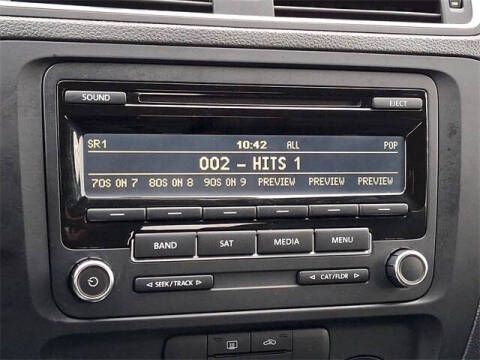 SOUND
EJECT
SR1 10:42 ALL POP
002 - HITS 1
70S ON 7 80S ON 8 90S ON 9 PREVIEW PREVIEW PREVIEW
BAND SAT MEDIA MENU
SEEK/TRACK
CAT/FLDR